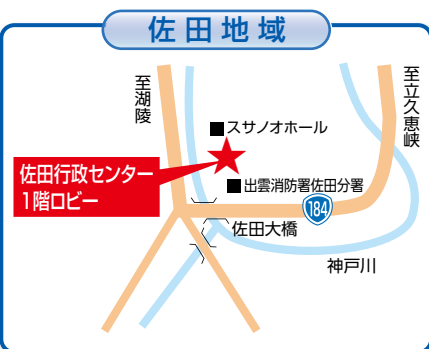 佐田地域
至湖陵
至立久恵峡
スサノオホール
佐田行政センター
1階ロビー
出雲消防署佐田分署
184
佐田大橋
神戸川